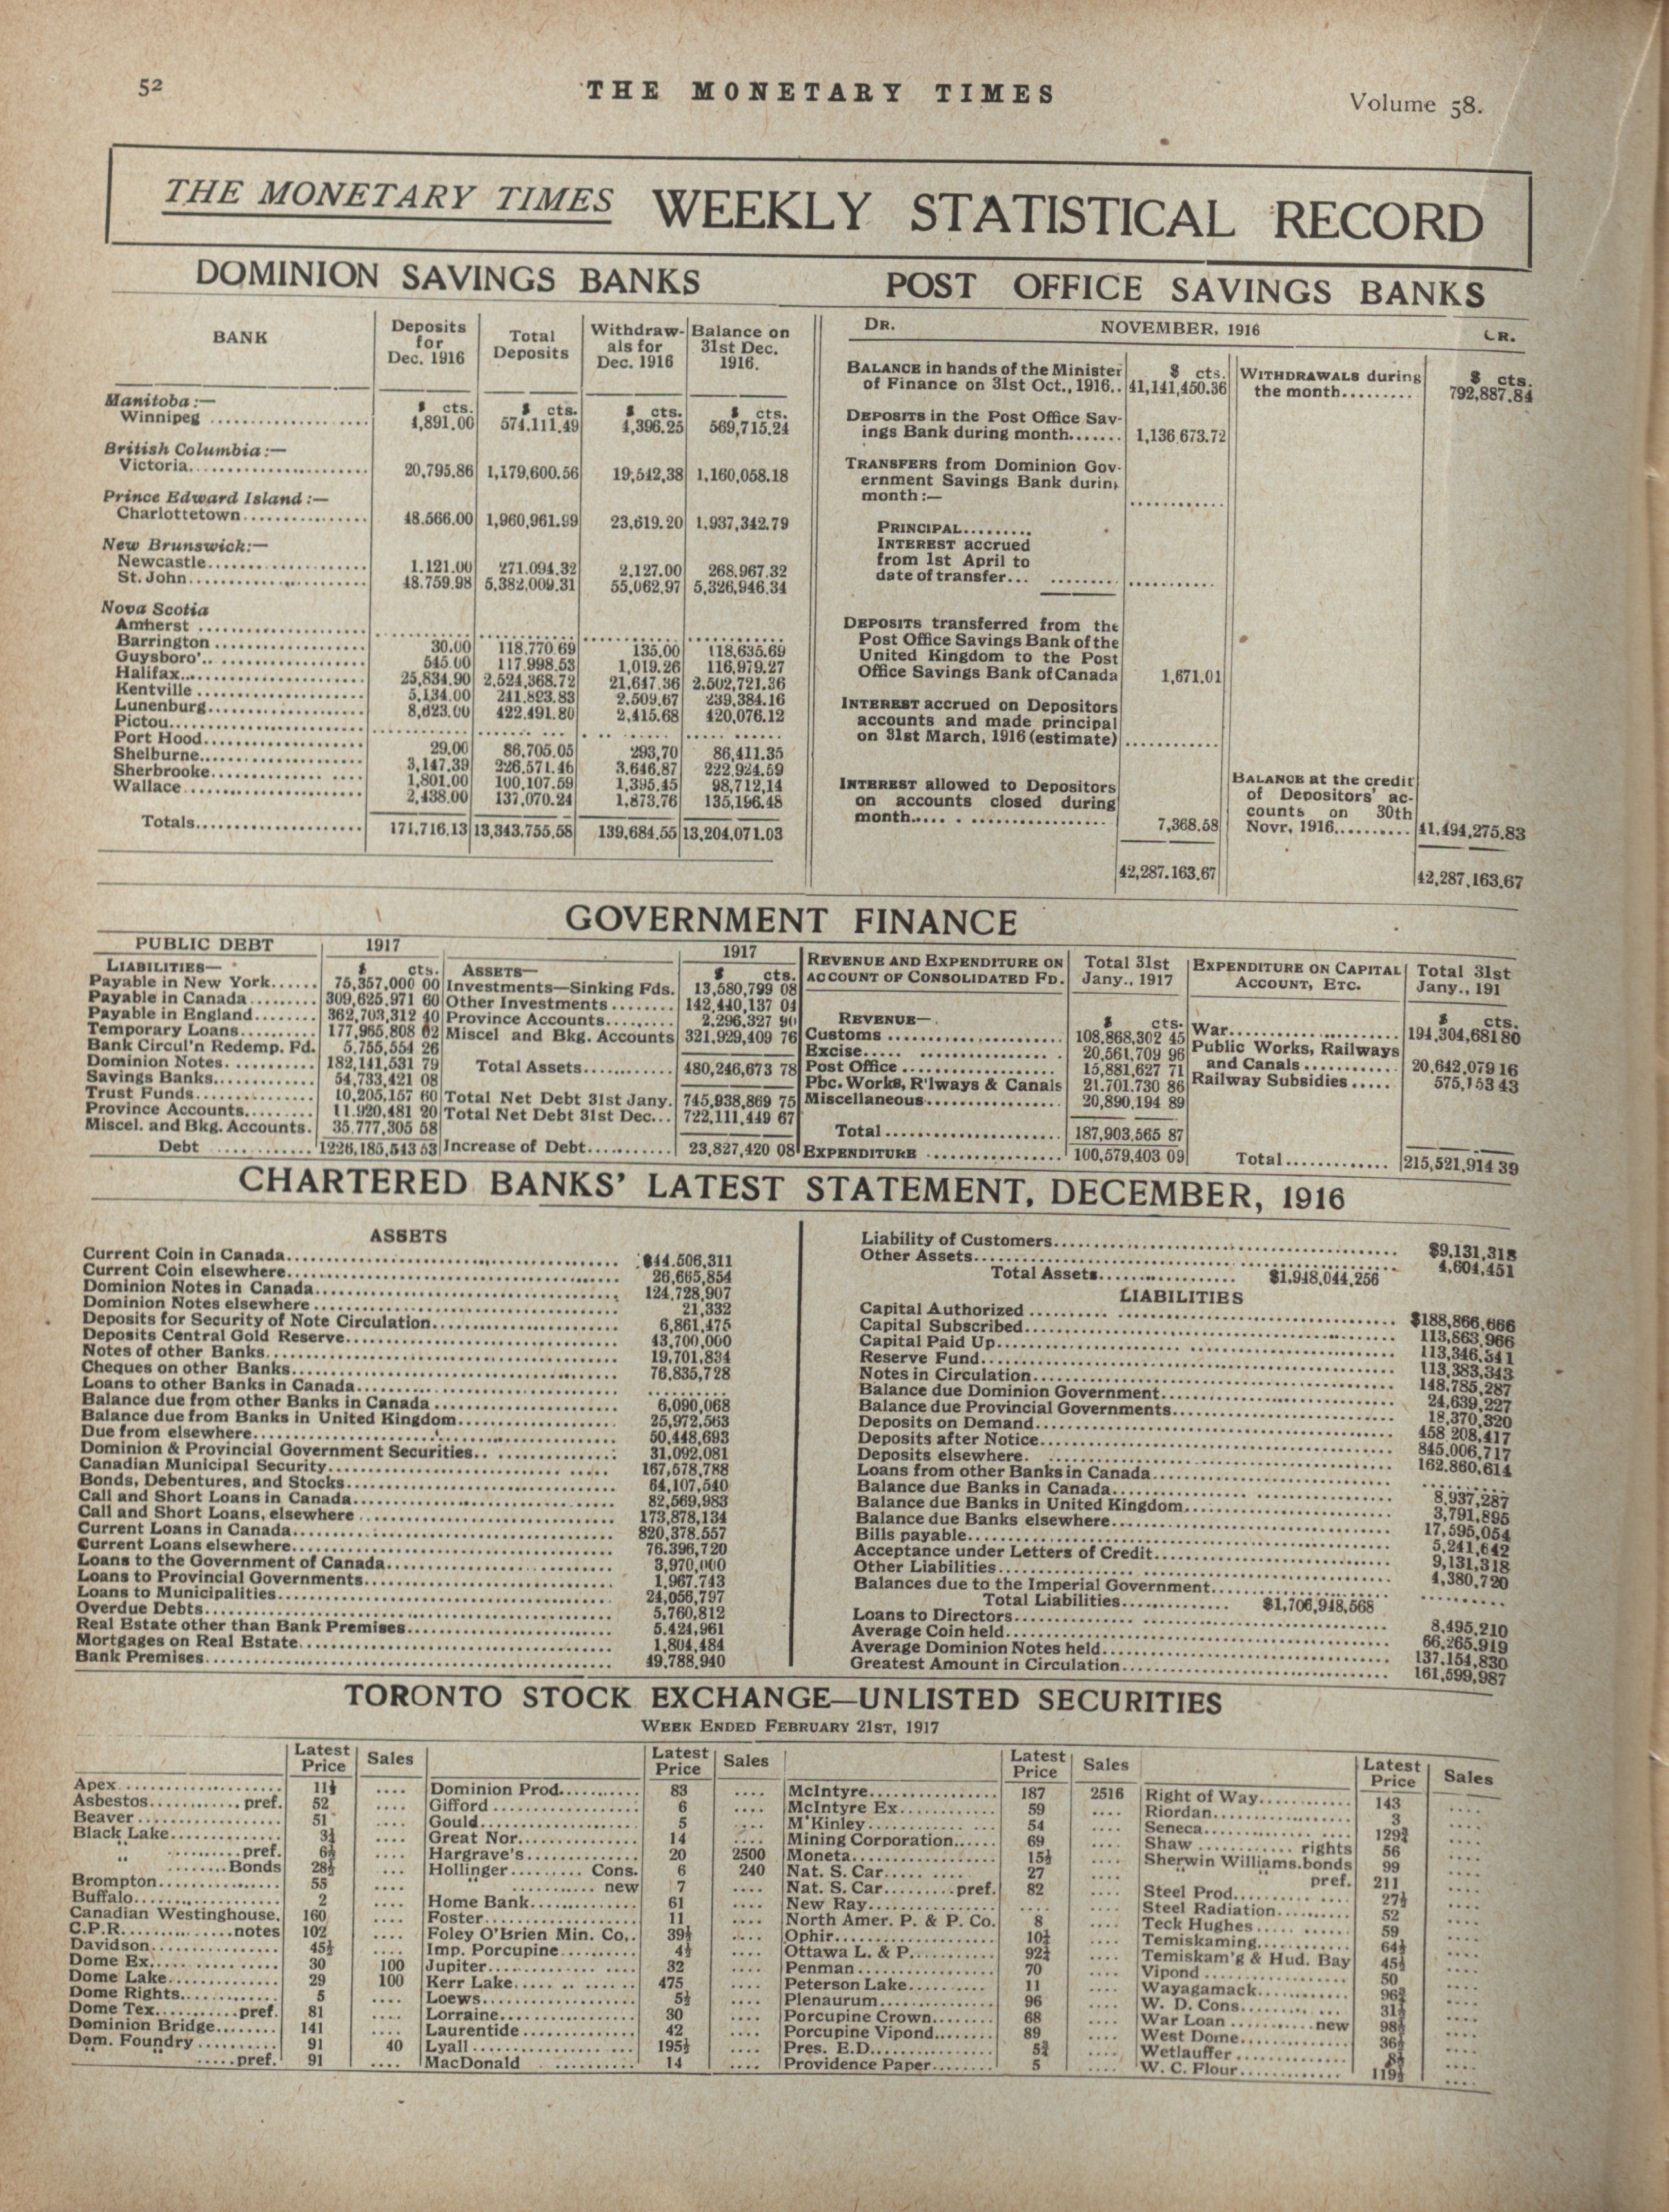 52
THE MONETARY TIMES
Volume 58.
THE MONETARY TIMES WEEKLY STATISTICAL RECORD
DOMINION SAVINGS BANKS
BANK | Deposits for Dec. 1916 | Total Deposits | Withdraw-als for Dec. 1916 | Balance on 31st Dec. 1916.
Manitoba:— $ cts. $ cts. $ cts. $ cts.
Winnipeg 4,891.00 574,111.49 4,396.25 569,715.24
British Columbia:—
Victoria 20,795.86 1,179,600.56 19,542.38 1,160,058.18
Prince Edward Island:—
Charlottetown 48.566.00 1,960,961.99 23,619.20 1,937,342.79
New Brunswick:—
Newcastle 1.121.00 271.094.32 2,127.00 268.967.32
St. John 48.759.98 5,382,009.31 55,062.97 5,326,946.34
Nova Scotia
Amherst
Barrington 30.00 118.770.69 135.00 118,635.69
Guysboro' 545.00 117.998.53 1,019.26 116,979.27
Halifax 25,834.90 2,524,368.72 21,647.36 2,502,721.36
Kentville 5,134.00 241.893.83 2.509.67 239,384.16
Lunenburg 8,623.00 422.491.80 2,415.68 420,076.12
Pictou
Port Hood 29.00 86,705.05 293,70 86,411.35
Shelburne 3,147.39 226,571.46 3.646.87 222,924.59
Sherbrooke 1,801.00 100,107.59 1,395.45 98,712,14
Wallace 2,438.00 137,070.24 1,873.76 135,196.48
Totals 171,716.13 13,343,755.58 139,684.55 13,204,071.03
POST OFFICE SAVINGS BANKS
DR. NOVEMBER, 1916 CR.
$ cts.
BALANCE in hands of the Minister
of Finance on 31st Oct., 1916.. 41,141,450.36
DEPOSITS in the Post Office Sav-
ings Bank during month....... 1,136,673.72
TRANSFERS from Dominion Gov-
ernment Savings Bank during
month:—
PRINCIPAL.........
INTEREST accrued
from 1st April to
date of transfer...
DEPOSITS transferred from the
Post Office Savings Bank of the
United Kingdom to the Post
Office Savings Bank of Canada 1,671.01
INTEREST accrued on Depositors
accounts and made principal
on 31st March, 1916 (estimate)
INTEREST allowed to Depositors
on accounts closed during
month 7,368.58
42,287.163.67
$ cts.
WITHDRAWALS during
the month......... 792,887.84
BALANCE at the credit
of Depositors' ac-
counts on 30th
Novr, 1916.......... 41,494,275.83
42,287,163.67
GOVERNMENT FINANCE
PUBLIC DEBT 1917
LIABILITIES— $ cts.
Payable in New York...... 75,357,000 00
Payable in Canada......... 309,625.971 60
Payable in England........ 362,703,312 40
Temporary Loans.......... 177,965,808 02
Bank Circul'n Redemp. Fd. 5,755,554 26
Dominion Notes. 182,141,531 79
Savings Banks............. 54,733,421 08
Trust Funds............... 10,205,157 60
Province Accounts......... 11.920,481 20
Miscel. and Bkg. Accounts. 35,777,305 58
Debt 1226,185,543 53
1917
ASSETS— $ cts.
Investments—Sinking Fds. 13,580,799 08
Other Investments 142,440,137 04
Province Accounts......... 2.296,327 90
Miscel and Bkg. Accounts 321,929,409 76
Total Assets............ 480,246,673 78
Total Net Debt 31st Jany. 745,938,869 75
Total Net Debt 31st Dec... 722,111,449 67
Increase of Debt........... 23,827,420 08
REVENUE AND EXPENDITURE ON ACCOUNT OF CONSOLIDATED FD. | Total 31st Jany., 1917
REVENUE— $ cts.
Customs 108,868,302 45
Excise 20,561,709 96
Post Office 15,881,627 71
Pbc. Works, R'lways & Canals 21.701.730 86
Miscellaneous 20,890,194 89
Total 187,903,565 87
EXPENDITURE 100,579,403 09
EXPENDITURE ON CAPITAL ACCOUNT, ETC. | Total 31st Jany., 191
$ cts.
War 194,304,681 80
Public Works, Railways
and Canals 20,642,079 16
Railway Subsidies ..... 575,153 43
Total............. 215,521,914 39
CHARTERED BANKS' LATEST STATEMENT, DECEMBER, 1916
ASSETS
Current Coin in Canada $44,506,311
Current Coin elsewhere 26,665,854
Dominion Notes in Canada 124,728,907
Dominion Notes elsewhere 21,332
Deposits for Security of Note Circulation 6,861,475
Deposits Central Gold Reserve 43,700,000
Notes of other Banks 19,701,834
Cheques on other Banks 76,835,728
Loans to other Banks in Canada
Balance due from other Banks in Canada 6,090,068
Balance due from Banks in United Kingdom 25,972,563
Due from elsewhere 50,448,693
Dominion & Provincial Government Securities 31,092,081
Canadian Municipal Security 167,578,788
Bonds, Debentures, and Stocks 64,107,540
Call and Short Loans in Canada 82,569,983
Call and Short Loans, elsewhere 173,878,134
Current Loans in Canada 820,378.557
Current Loans elsewhere 76.396,720
Loans to the Government of Canada 3,970,000
Loans to Provincial Governments 1,967.743
Loans to Municipalities 24,056,797
Overdue Debts 5,760,812
Real Estate other than Bank Premises 5.424,961
Mortgages on Real Estate 1,804,484
Bank Premises 49,788,940
Liability of Customers $9,131,318
Other Assets 4,604,451
Total Assets $1,948,044,256
LIABILITIES
Capital Authorized $188,866,666
Capital Subscribed 113,863,966
Capital Paid Up 113,346,341
Reserve Fund 113,383,343
Notes in Circulation 148,785,287
Balance due Dominion Government 24,639,227
Balance due Provincial Governments 18,370,320
Deposits on Demand 458 208,417
Deposits after Notice 845,006,717
Deposits elsewhere 162.860,614
Loans from other Banks in Canada
Balance due Banks in Canada 8,937,287
Balance due Banks in United Kingdom 3,791,895
Balance due Banks elsewhere 17,595,054
Bills payable 5,241,642
Acceptance under Letters of Credit 9,131,318
Other Liabilities 4,380,720
Balances due to the Imperial Government
Total Liabilities $1,706,948,568
Loans to Directors 8,495,210
Average Coin held 66,265,919
Average Dominion Notes held 137,154,830
Greatest Amount in Circulation 161,599,987
TORONTO STOCK EXCHANGE—UNLISTED SECURITIES
WEEK ENDED FEBRUARY 21ST, 1917
Latest Price | Sales
Apex 11½
Asbestos pref. 52
Beaver 51
Black Lake
" pref.
" Bonds
Brompton 55
Buffalo 2
Canadian Westinghouse. 160
C.P.R. notes 102
Davidson
Dome Ex. 30 100
Dome Lake 29 100
Dome Rights 5
Dome Tex. pref. 81
Dominion Bridge 141
Dom. Foundry 91 40
" " pref. 91
Latest Price | Sales
Dominion Prod. 83
Gifford 6
Gould 5
Great Nor. 14
Hargrave's 20 2500
Hollinger Cons. 6 240
" new 7
Home Bank 61
Foster 11
Foley O'Brien Min. Co.
Imp. Porcupine
Jupiter 32
Kerr Lake 475
Loews
Lorraine 30
Laurentide 42
Lyall
MacDonald 14
Latest Price | Sales
McIntyre 187 2516
McIntyre Ex. 59
M'Kinley 54
Mining Corporation 69
Moneta
Nat. S. Car. 27
Nat. S. Car. pref. 82
New Ray
North Amer. P. & P. Co. 8
Ophir
Ottawa L. & P.
Penman 70
Peterson Lake 11
Plenaurum 96
Porcupine Crown 68
Porcupine Vipond 89
Pres. E.D.
Providence Paper 5
Latest Price | Sales
Right of Way 143
Riordan 3
Seneca
Shaw rights 56
Sherwin Williams. bonds 99
" pref. 211
Steel Prod.
Steel Radiation 52
Teck Hughes 59
Temiskaming
Temiskam'g & Hud. Bay
Vipond 50
Wayagamack
W. D. Cons.
War Loan new
West Dome
Wetlauffer
W. C. Flour